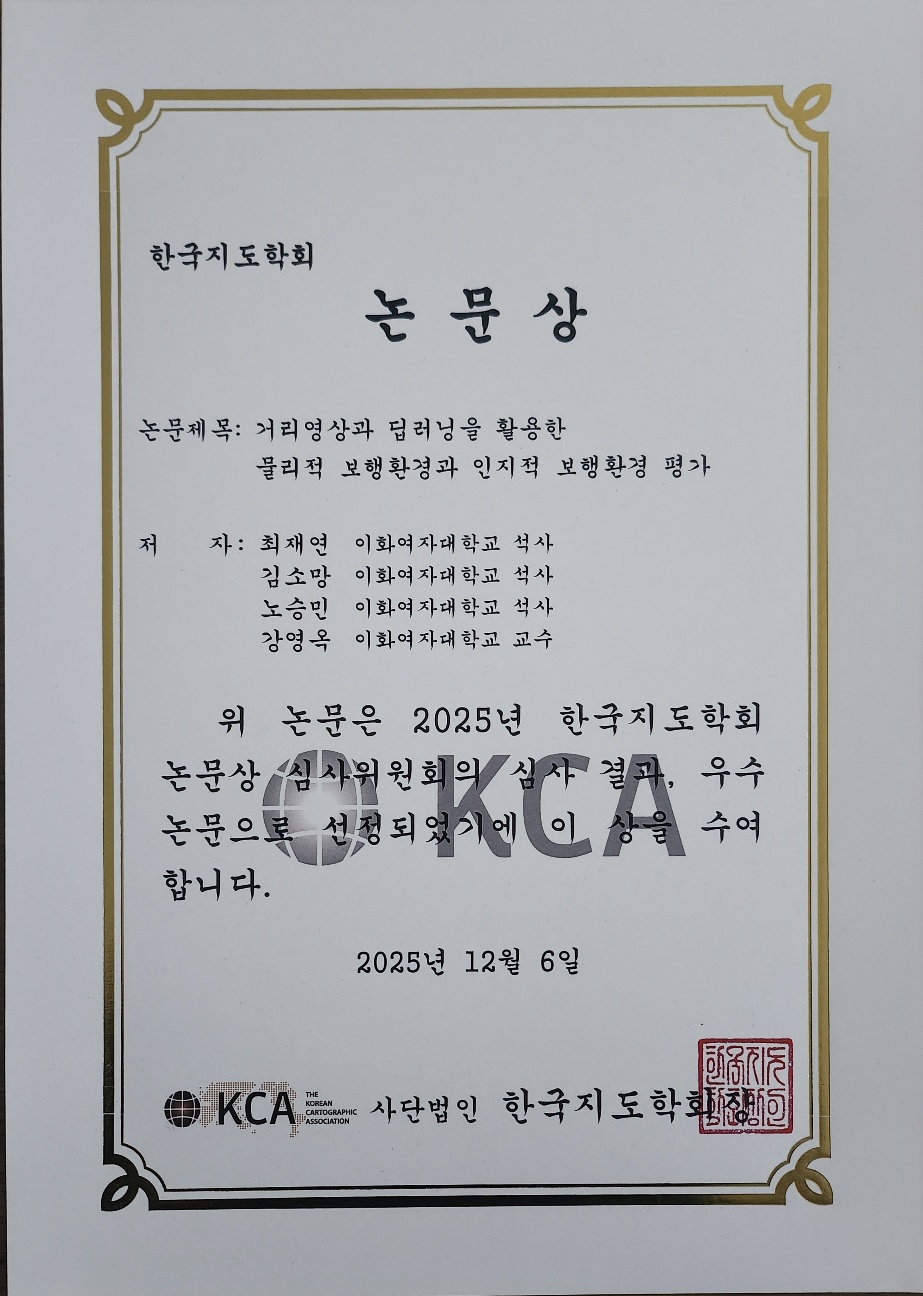 한국지도학회
논 문 상
논문제목: 거리영상과 딥러닝을 활용한
물리적 보행환경과 인지적 보행환경 평가
저 자: 최재연 이화여자대학교 석사
김소망 이화여자대학교 석사
노승민 이화여자대학교 석사
강영옥 이화여자대학교 교수
위 논문은 2025년 한국지도학회
논문상 심사위원회의 심사 결과, 우수
논문으로 선정되었기에 이 상을 수여
합니다.
KCA
2025년 12월 6일
KCA
THE
KOREAN
CARTOGRAPHIC
ASSOCIATION
사단법인 한국지도학회장